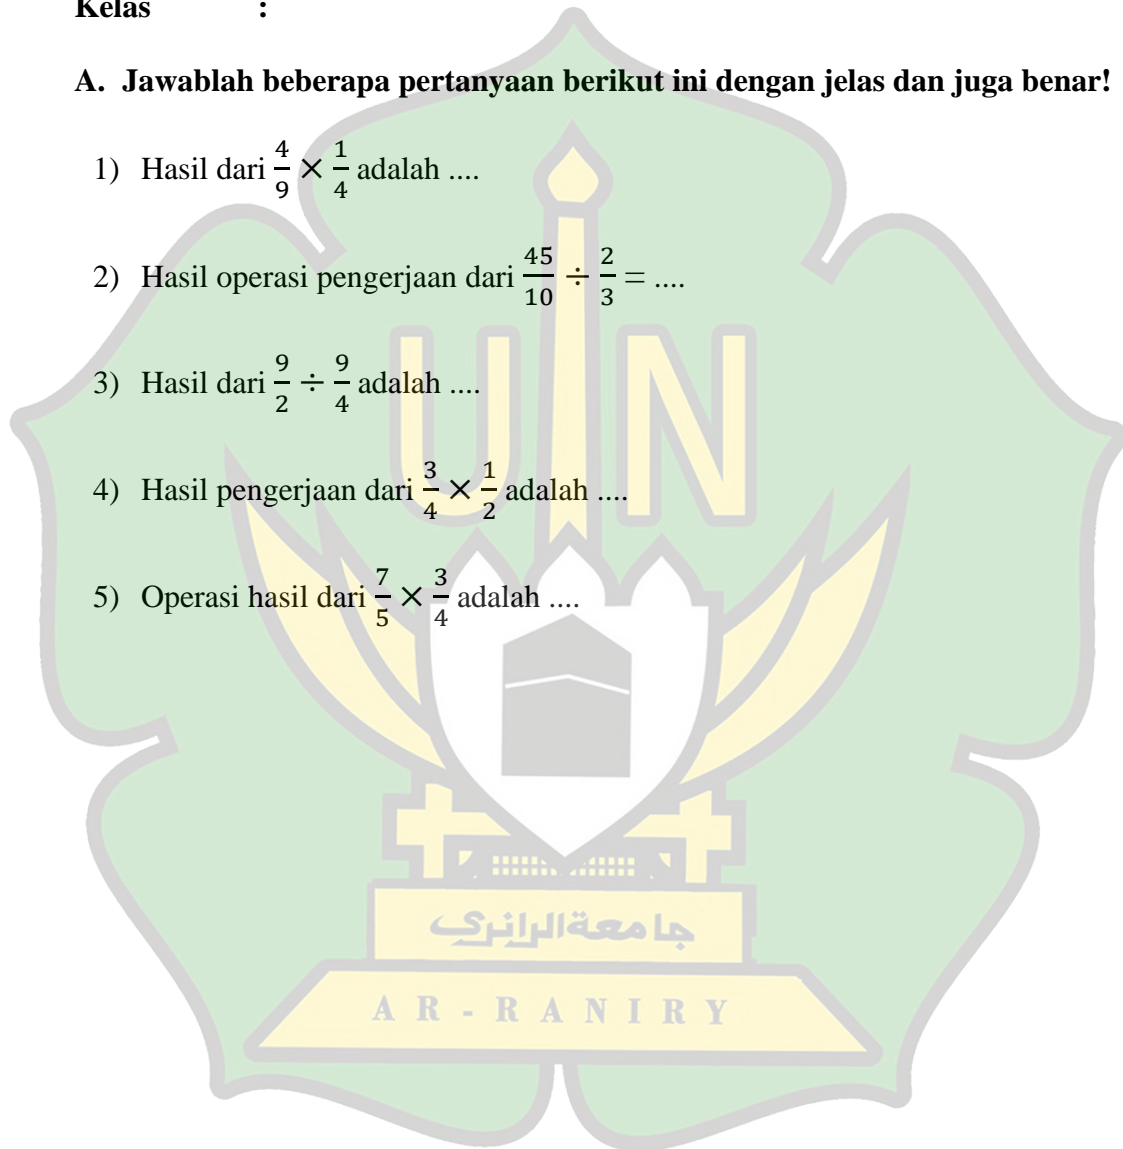 Kelas :
A. Jawablah beberapa pertanyaan berikut ini dengan jelas dan juga benar!
1) Hasil dari 4/9 × 1/4 adalah ....
2) Hasil operasi pengerjaan dari 45/10 ÷ 2/3 = ....
3) Hasil dari 9/2 ÷ 9/4 adalah ....
4) Hasil pengerjaan dari 3/4 × 1/2 adalah ....
5) Operasi hasil dari 7/5 × 3/4 adalah ....
UIN
جامعة الرانري
AR-RANIRY